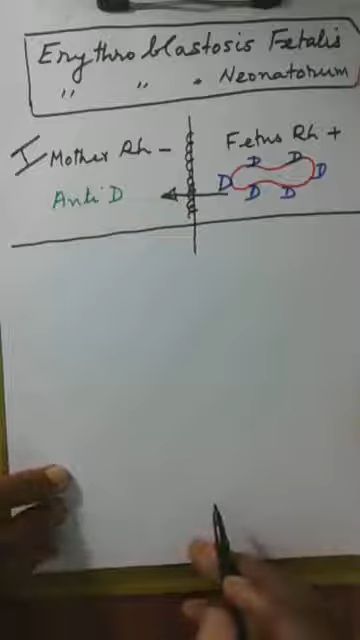 Erythroblastosis Fetalis
" " • Neonatorum
I Mother Rh - Fetus Rh +
D D
D D
Anti D D D